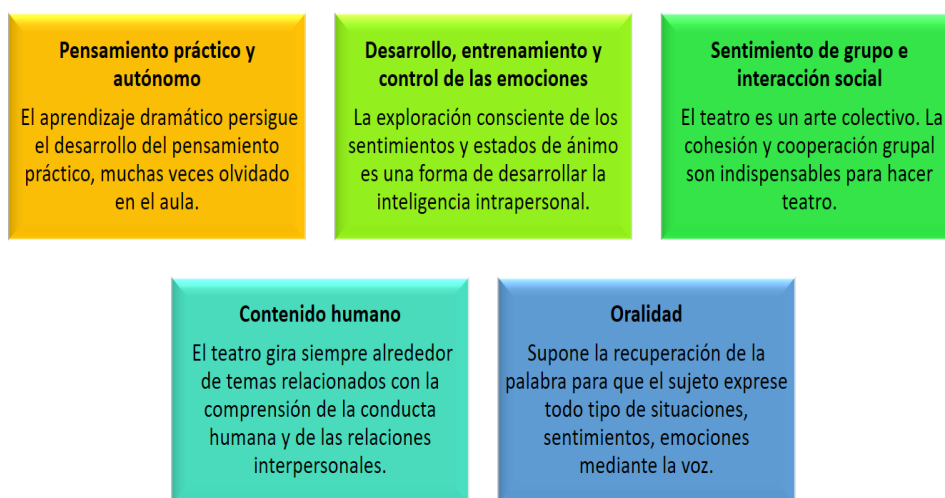 Pensamiento práctico y
autónomo
El aprendizaje dramático persigue
el desarrollo del pensamiento
práctico, muchas veces olvidado
en el aula.
Desarrollo, entrenamiento y
control de las emociones
La exploración consciente de los
sentimientos y estados de ánimo
es una forma de desarrollar la
inteligencia intrapersonal.
Sentimiento de grupo e
interacción social
El teatro es un arte colectivo. La
cohesión y cooperación grupal
son indispensables para hacer
teatro.
Contenido humano
El teatro gira siempre alrededor
de temas relacionados con la
comprensión de la conducta
humana y de las relaciones
interpersonales.
Oralidad
Supone la recuperación de la
palabra para que el sujeto exprese
todo tipo de situaciones,
sentimientos, emociones
mediante la voz.